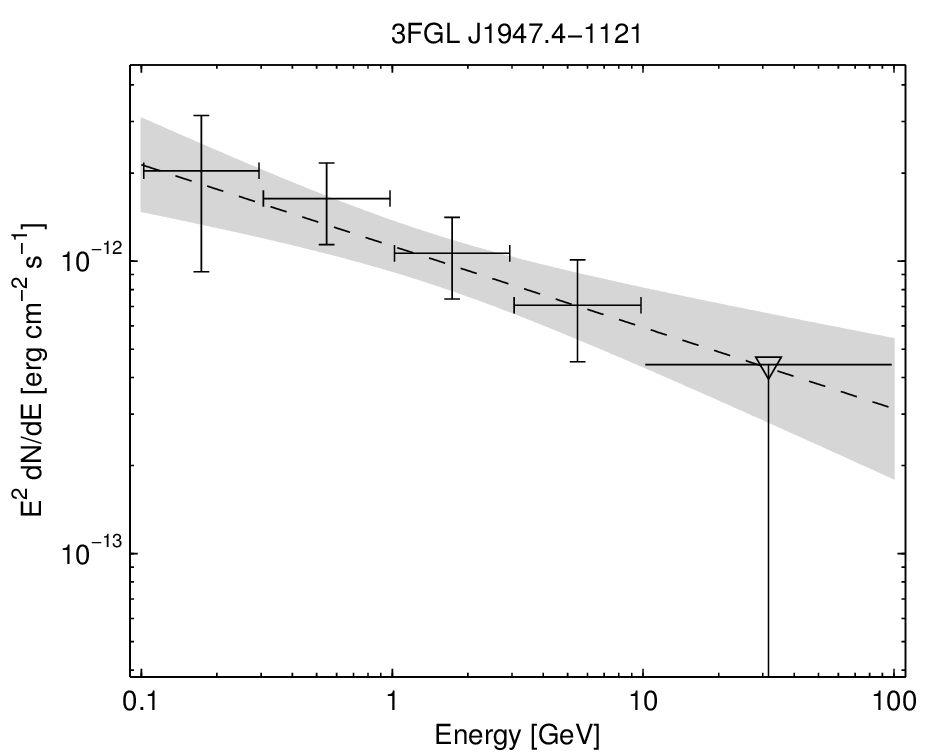 3FGL J1947.4−1121
E² dN/dE [erg cm⁻² s⁻¹]
10⁻¹²
10⁻¹³
0.1 1 10 100
Energy [GeV]